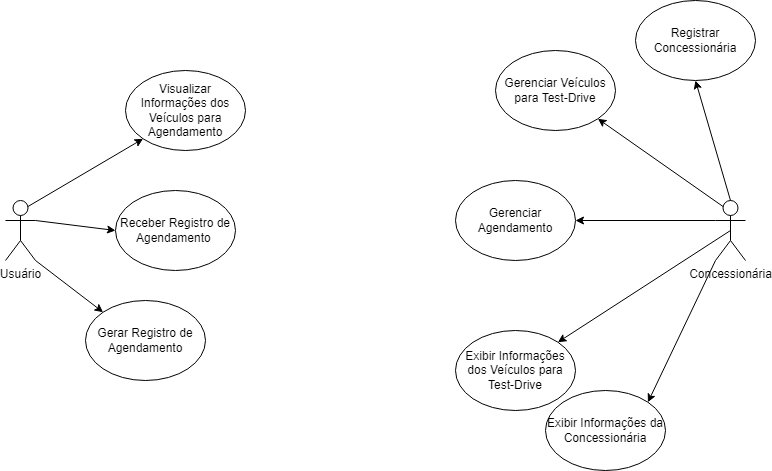 Visualizar
Informações dos
Veículos para
Agendamento
Receber Registro de
Agendamento
Usuário
Gerar Registro de
Agendamento
Registrar
Concessionária
Gerenciar Veículos
para Test-Drive
Gerenciar
Agendamento
Concessionária
Exibir Informações
dos Veículos para
Test-Drive
Exibir Informações da
Concessionária